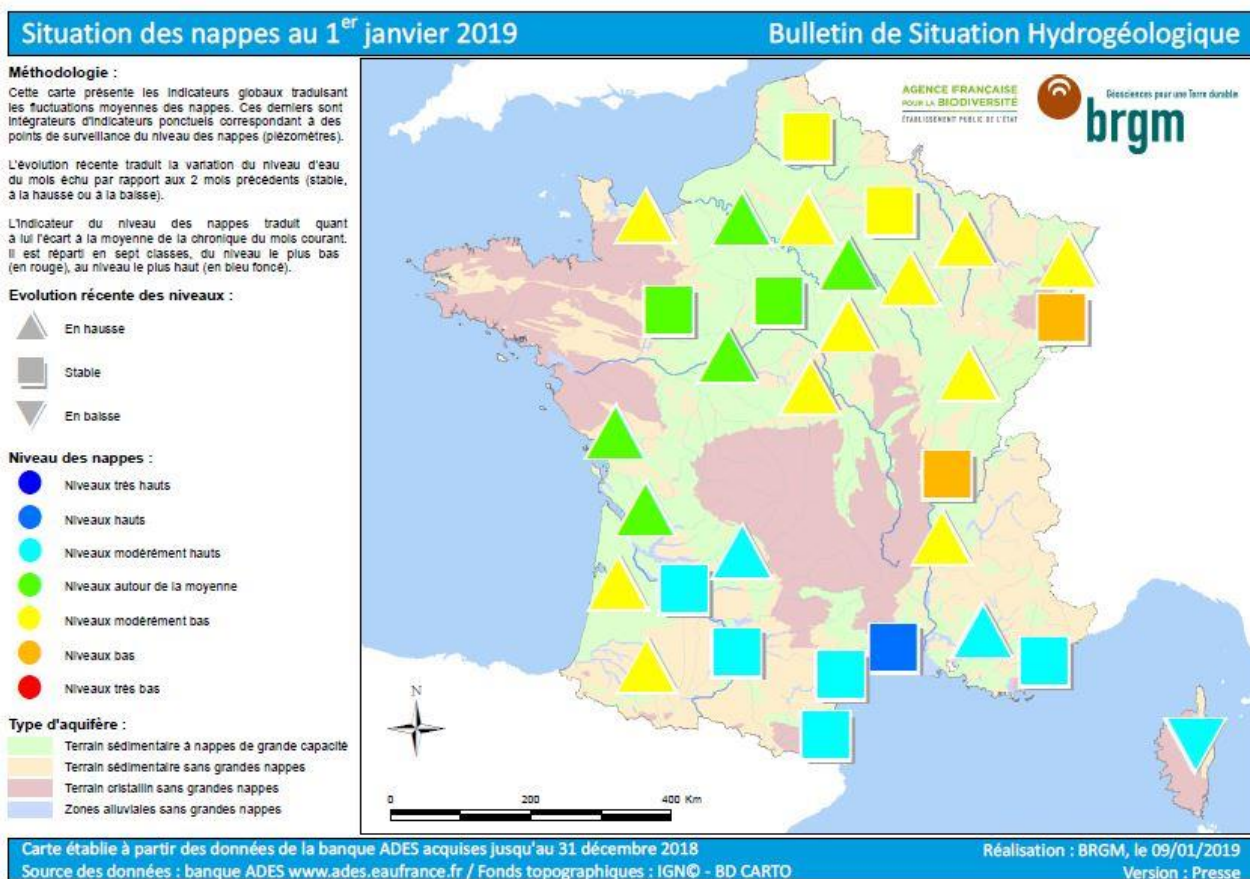 Situation des nappes au 1er janvier 2019
Bulletin de Situation Hydrogéologique
Méthodologie :
Cette carte présente les indicateurs globaux traduisant
les fluctuations moyennes des nappes. Ces derniers sont
intégrateurs d'indicateurs ponctuels correspondant à des
points de surveillance du niveau des nappes (piézomètres).
L'évolution récente traduit la variation du niveau d'eau
du mois échu par rapport aux 2 mois précédents (stable,
à la hausse ou à la baisse).
L'indicateur du niveau des nappes traduit quant
à lui l'écart à la moyenne de la chronique du mois courant.
Il est réparti en sept classes, du niveau le plus bas
(en rouge), au niveau le plus haut (en bleu foncé).
Evolution récente des niveaux :
En hausse
Stable
En baisse
Niveau des nappes :
Niveaux très hauts
Niveaux hauts
Niveaux modérément hauts
Niveaux autour de la moyenne
Niveaux modérément bas
Niveaux bas
Niveaux très bas
Type d'aquifère :
Terrain sédimentaire à nappes de grande capacité
Terrain sédimentaire sans grandes nappes
Terrain cristallin sans grandes nappes
Zones alluviales sans grandes nappes
AGENCE FRANÇAISE
POUR LA BIODIVERSITÉ
ÉTABLISSEMENT PUBLIC DE L'ÉTAT
Géosciences pour une Terre durable
brgm
N
0 200 400 Km
Carte établie à partir des données de la banque ADES acquises jusqu'au 31 décembre 2018
Source des données : banque ADES www.ades.eaufrance.fr / Fonds topographiques : IGN© - BD CARTO
Réalisation : BRGM, le 09/01/2019
Version : Presse